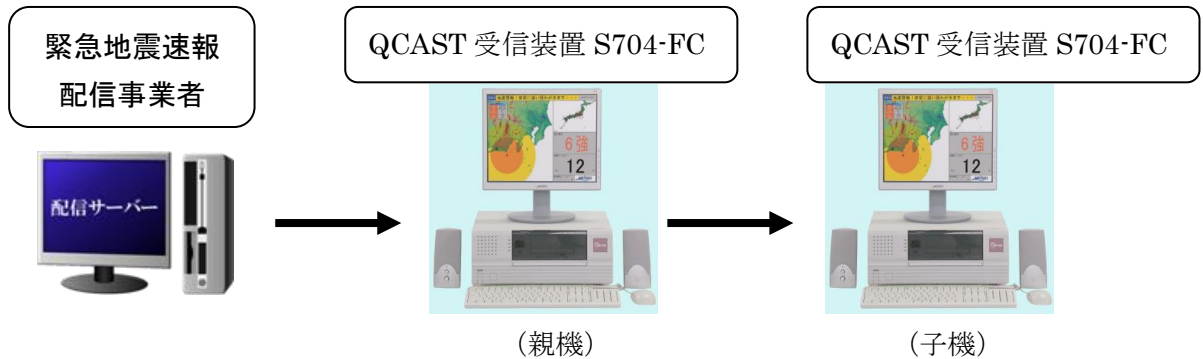 緊急地震速報
配信事業者
QCAST 受信装置 S704-FC
QCAST 受信装置 S704-FC
配信サーバー
6強
12
6強
12
（親機）
（子機）